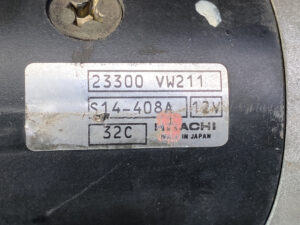 23300 VW211
S14-408A 12V
32C HITACHI
MADE IN JAPAN